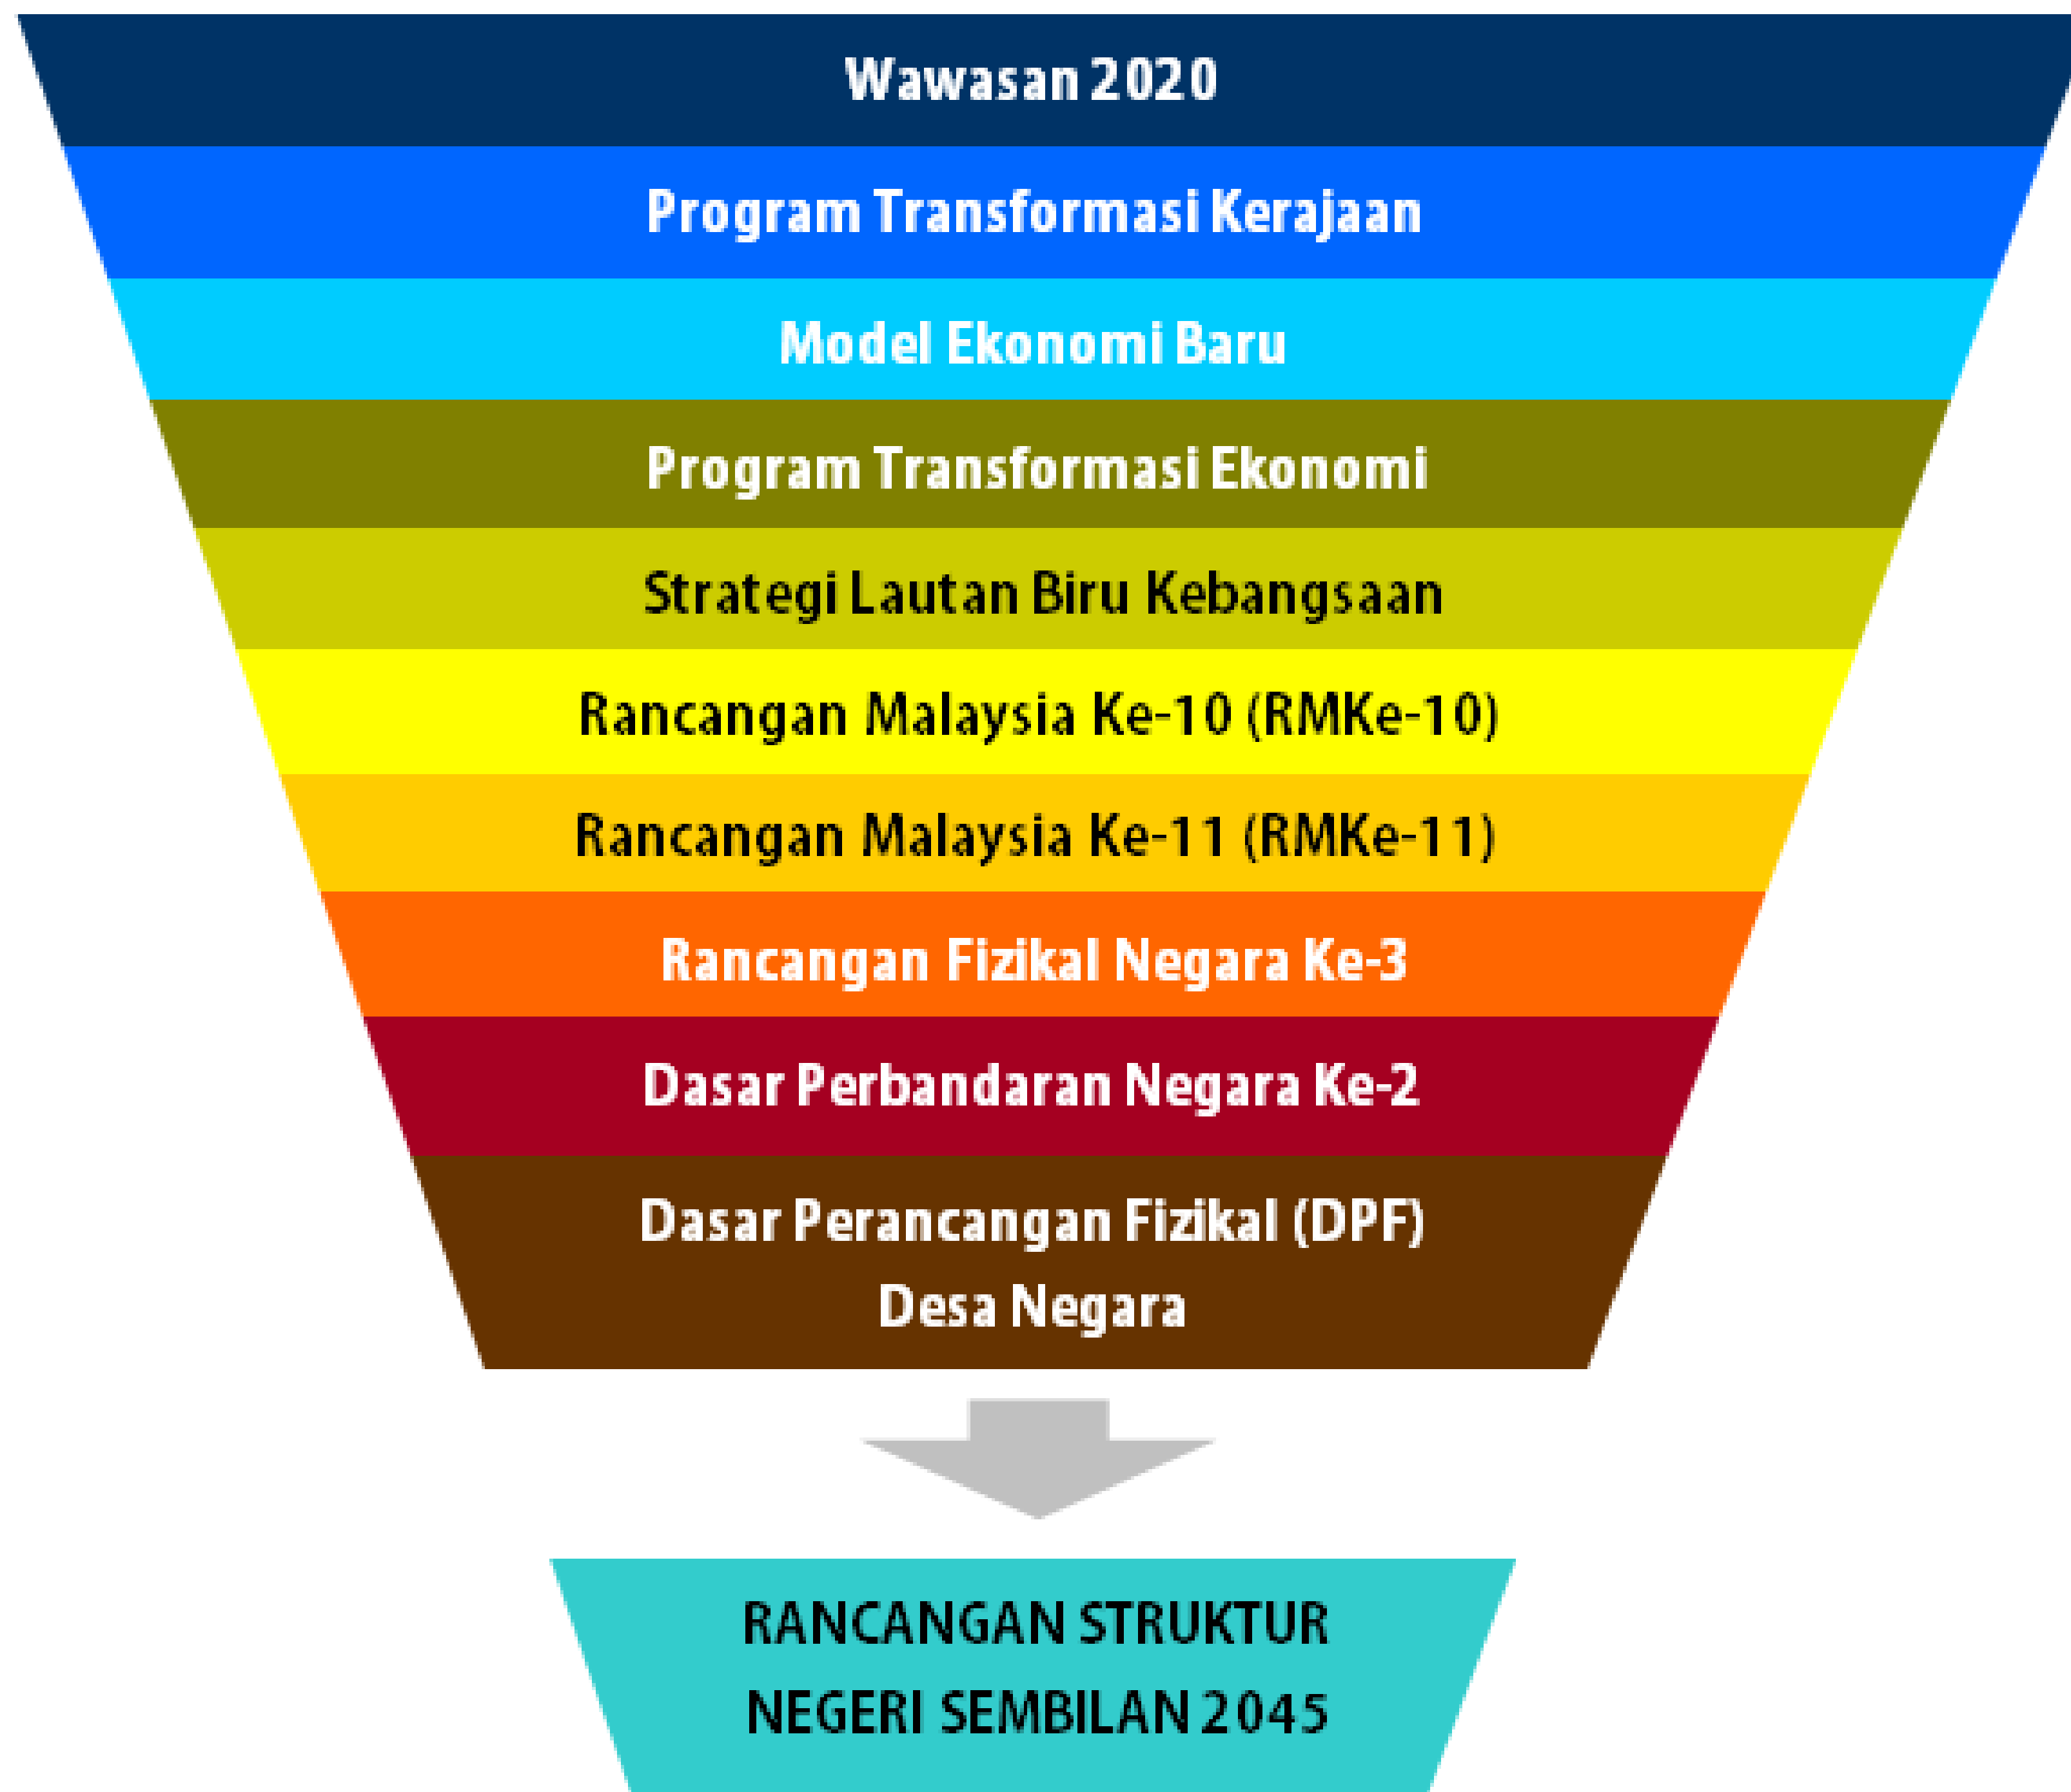 Wawasan 2020
Program Transformasi Kerajaan
Model Ekonomi Baru
Program Transformasi Ekonomi
Strategi Lautan Biru Kebangsaan
Rancangan Malaysia Ke-10 (RMKe-10)
Rancangan Malaysia Ke-11 (RMKe-11)
Rancangan Fizikal Negara Ke-3
Dasar Perbandaran Negara Ke-2
Dasar Perancangan Fizikal (DPF)
Desa Negara
RANCANGAN STRUKTUR
NEGERI SEMBILAN 2045